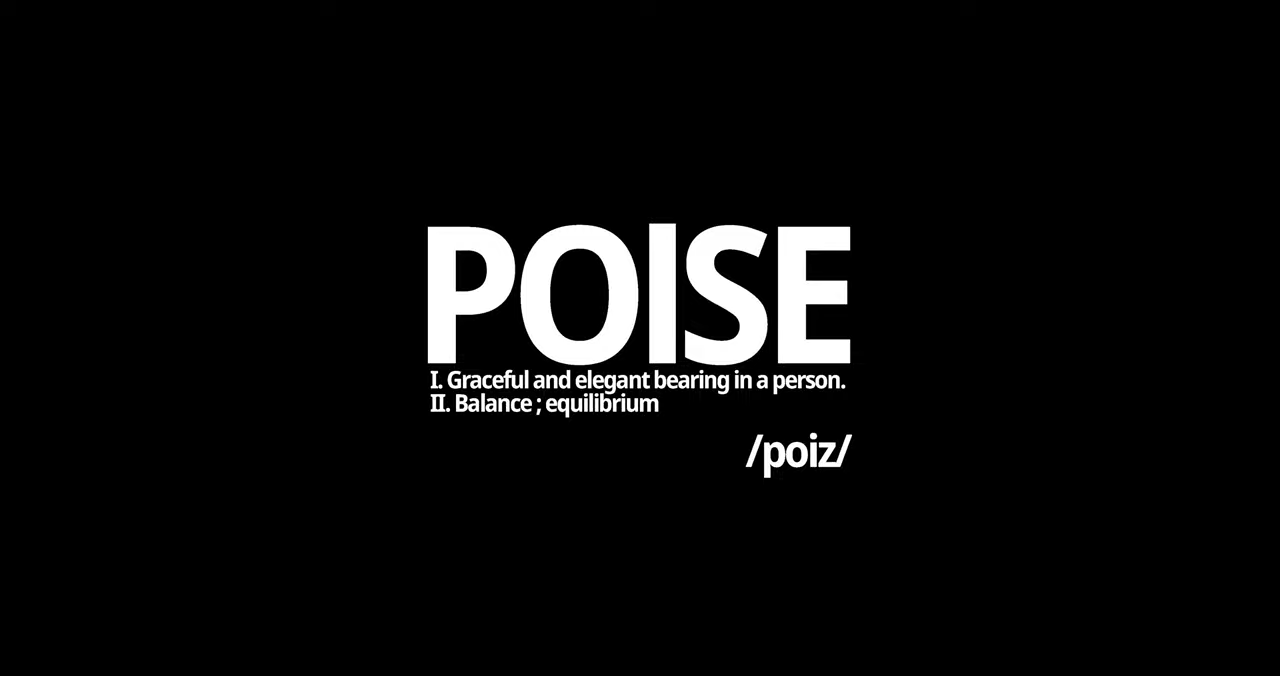 POISE
I. Graceful and elegant bearing in a person.
II. Balance ; equilibrium
/poiz/